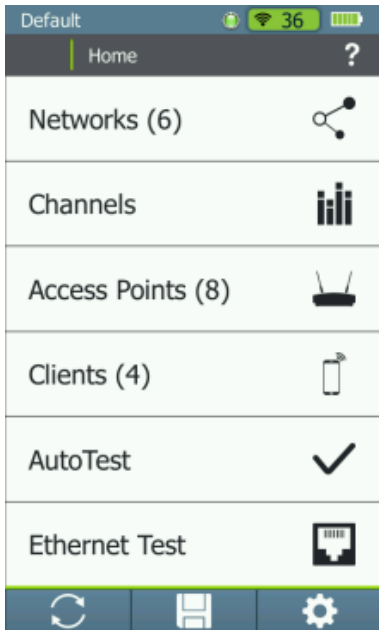 Default 36
Home ?
Networks (6)
Channels
Access Points (8)
Clients (4)
AutoTest
Ethernet Test